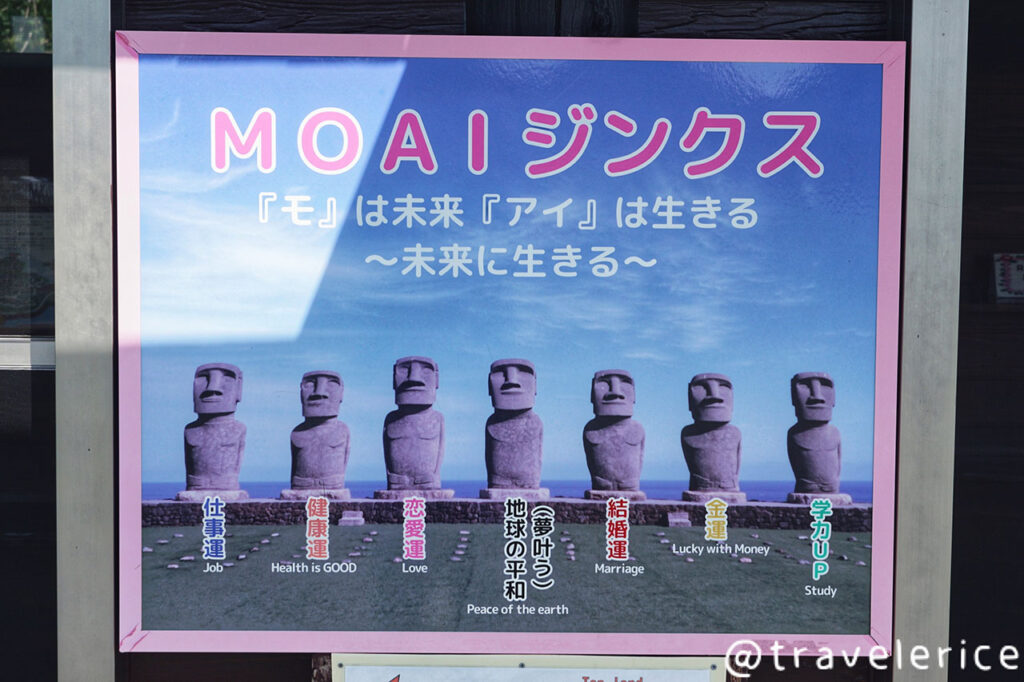 MOAIジンクス
『モ』は未来『アイ』は生きる
～未来に生きる～
仕事運
Job
健康運
Health is GOOD
恋愛運
Love
(夢叶う)
地球の平和
Peace of the earth
結婚運
Marriage
金運
Lucky with Money
学力UP
Study
@travelerice